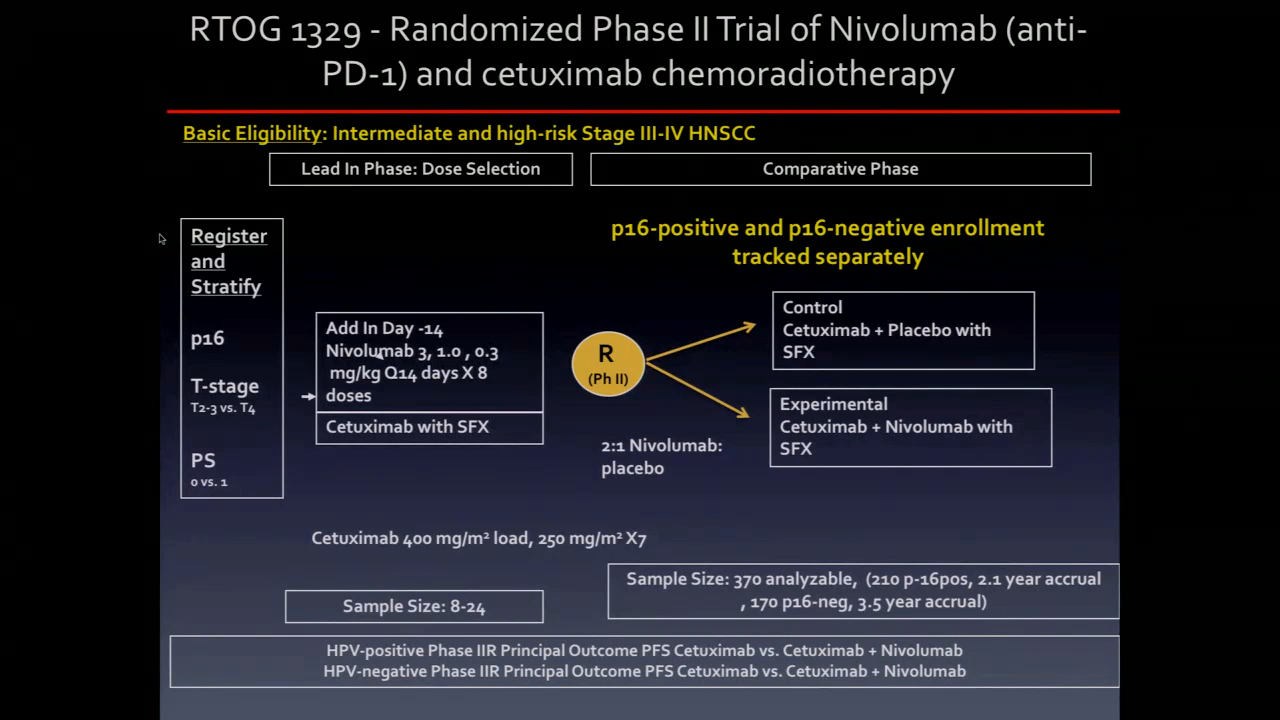 RTOG 1329 - Randomized Phase II Trial of Nivolumab (anti-
PD-1) and cetuximab chemoradiotherapy
Basic Eligibility: Intermediate and high-risk Stage III-IV HNSCC
Lead In Phase: Dose Selection
Comparative Phase
Register
and
Stratify
p16
T-stage
T2-3 vs. T4
PS
0 vs. 1
Add In Day -14
Nivolumab 3, 1.0 , 0.3
mg/kg Q14 days X 8
doses
Cetuximab with SFX
p16-positive and p16-negative enrollment
tracked separately
R
(Ph II)
2:1 Nivolumab:
placebo
Control
Cetuximab + Placebo with
SFX
Experimental
Cetuximab + Nivolumab with
SFX
Cetuximab 400 mg/m² load, 250 mg/m² X7
Sample Size: 8-24
Sample Size: 370 analyzable, (210 p-16pos, 2.1 year accrual
, 170 p16-neg, 3.5 year accrual)
HPV-positive Phase IIR Principal Outcome PFS Cetuximab vs. Cetuximab + Nivolumab
HPV-negative Phase IIR Principal Outcome PFS Cetuximab vs. Cetuximab + Nivolumab